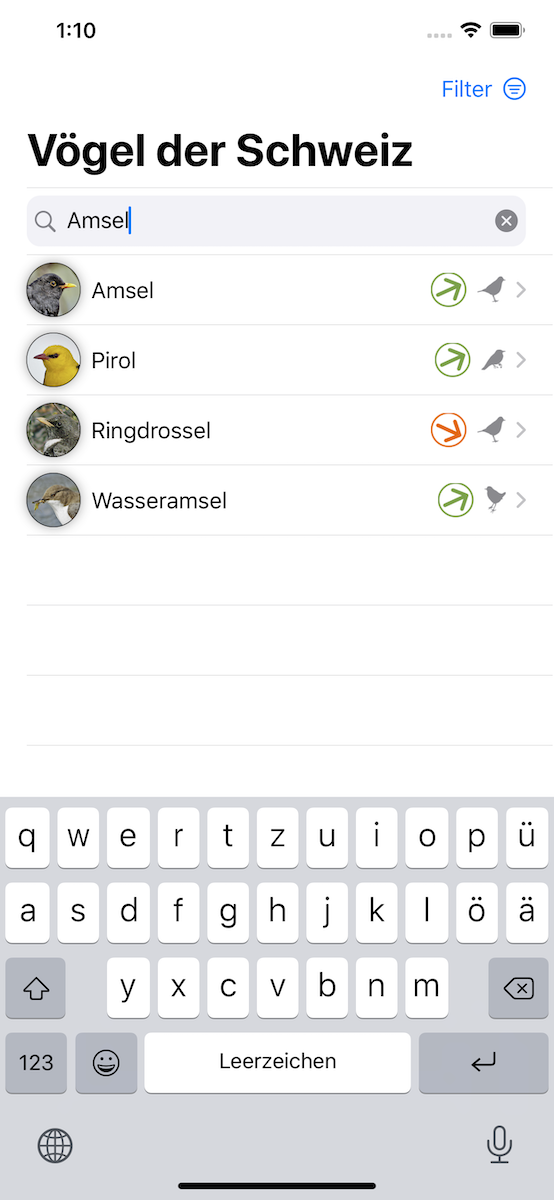 1:10
Filter
Vögel der Schweiz
Amsel
Amsel
Pirol
Ringdrossel
Wasseramsel
q w e r t z u i o p ü
a s d f g h j k l ö ä
y x c v b n m
123 Leerzeichen